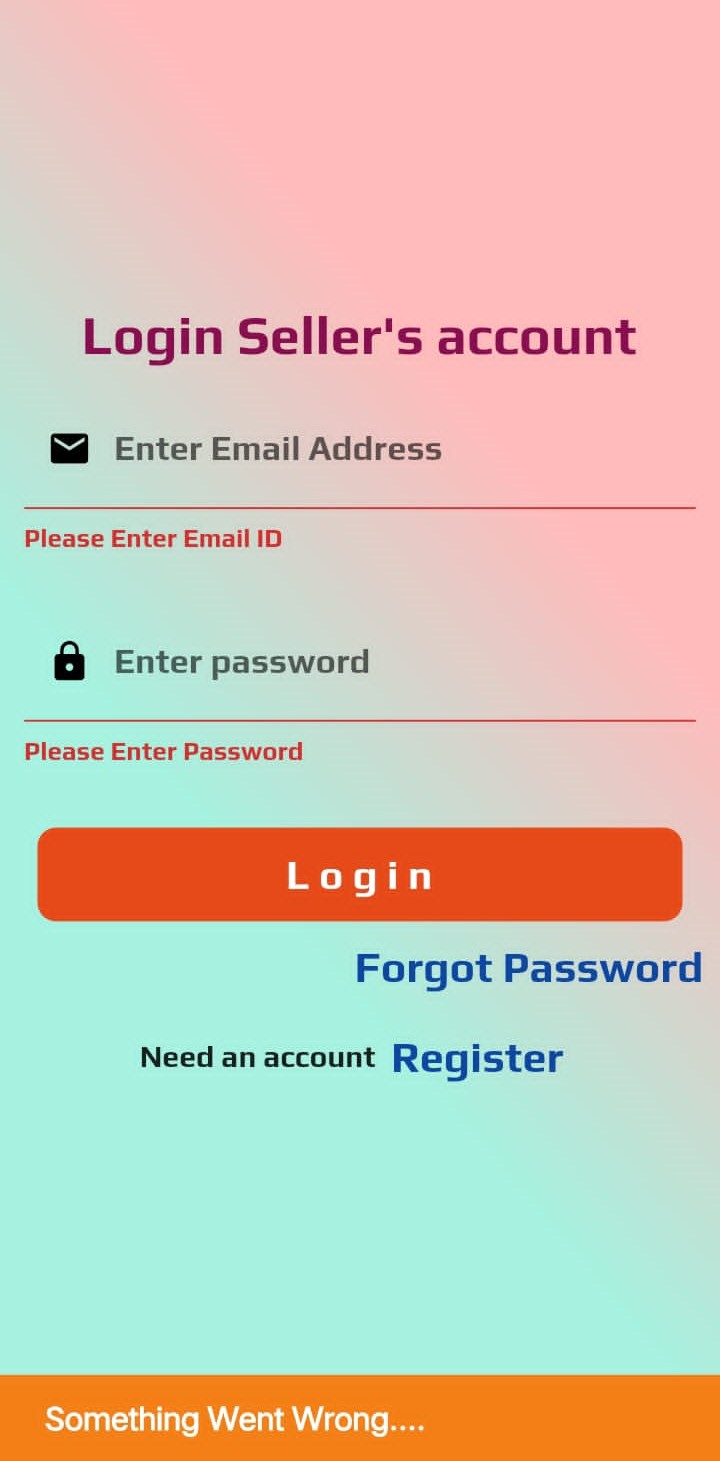 Login Seller's account
Enter Email Address
Please Enter Email ID
Enter password
Please Enter Password
Login
Forgot Password
Need an account Register
Something Went Wrong....